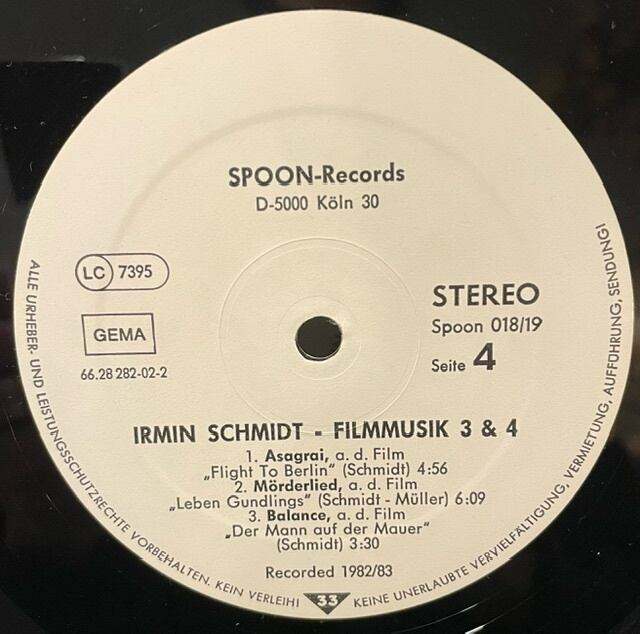 SPOON-Records
D-5000 Köln 30
LC 7395
GEMA
66.28 282-02-2
STEREO
Spoon 018/19
Seite 4
IRMIN SCHMIDT - FILMMUSIK 3 & 4
1. Asagrai, a. d. Film
„Flight To Berlin“ (Schmidt) 4:56
2. Mörderlied, a. d. Film
„Leben Gundlings“ (Schmidt - Müller) 6:09
3. Balance, a. d. Film
„Der Mann auf der Mauer“
(Schmidt) 3:30
Recorded 1982/83
ALLE URHEBER- UND LEISTUNGSSCHUTZRECHTE VORBEHALTEN. KEIN VERLEIH! 33 KEINE UNERLAUBTE VERVIELFÄLTIGUNG, VERMIETUNG, AUFFÜHRUNG, SENDUNG!